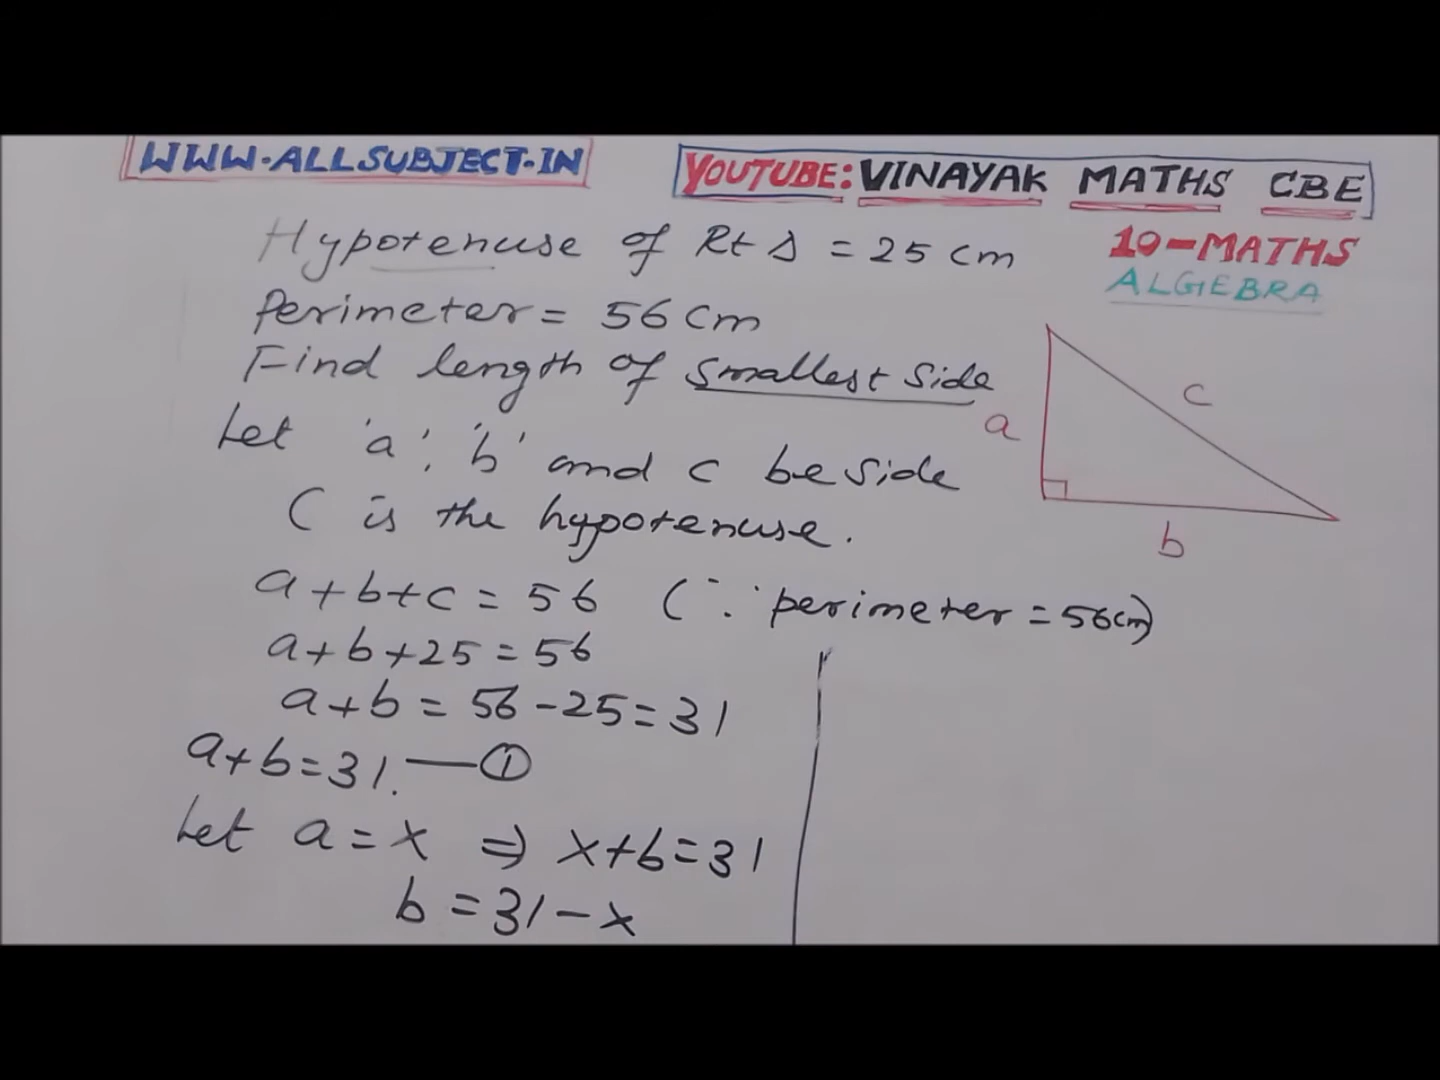 WWW.ALLSUBJECT.IN
YOUTUBE: VINAYAK MATHS CBE
Hypotenuse of Rt Δ = 25 cm
10-MATHS
ALGEBRA
Perimeter = 56 cm
Find length of smallest side
Let 'a', 'b' and c be side
C is the hypotenuse.
a
c
b
a+b+c = 56 (∵ perimeter = 56cm)
a+b+25 = 56
a+b = 56-25 = 31
a+b=31. —①
Let a = x ⇒ x+b=31
b = 31-x